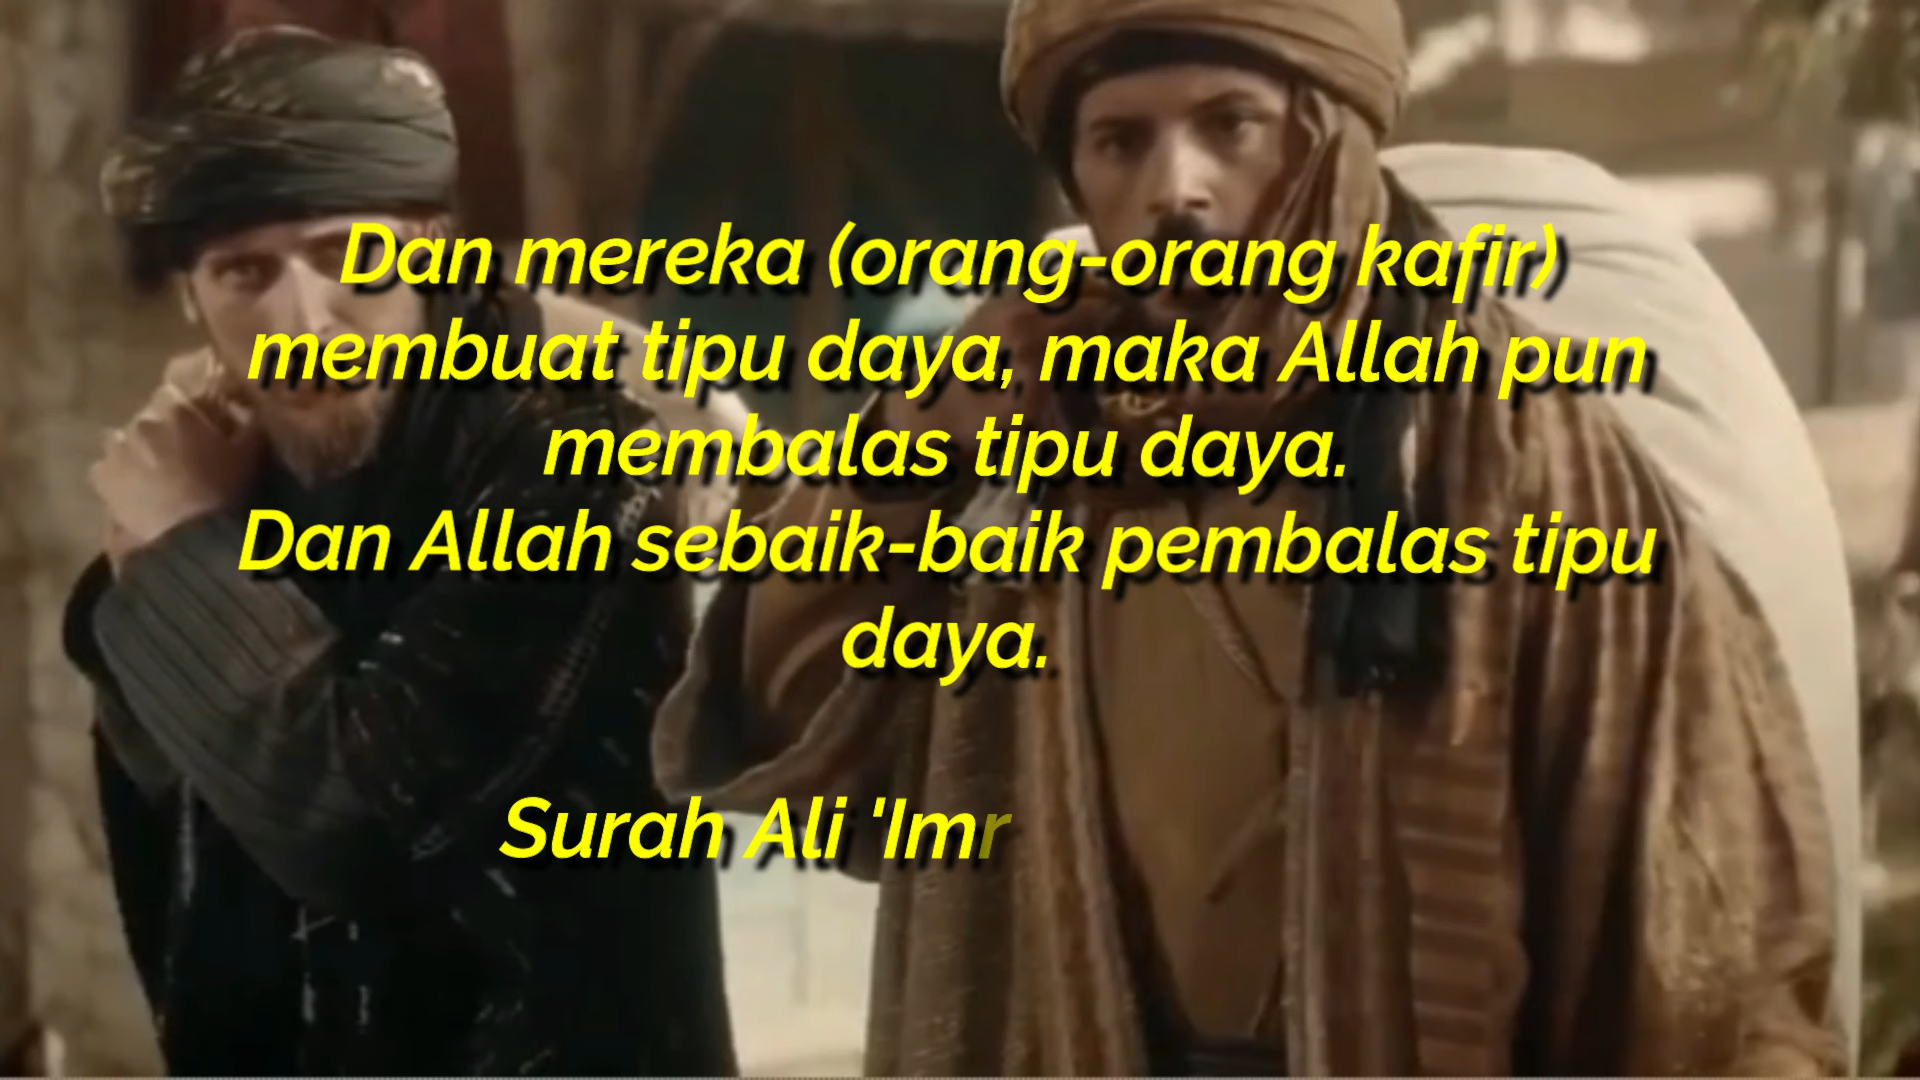 Dan mereka (orang-orang kafir)
membuat tipu daya, maka Allah pun
membalas tipu daya.
Dan Allah sebaik-baik pembalas tipu
daya.
Surah Ali 'Imr